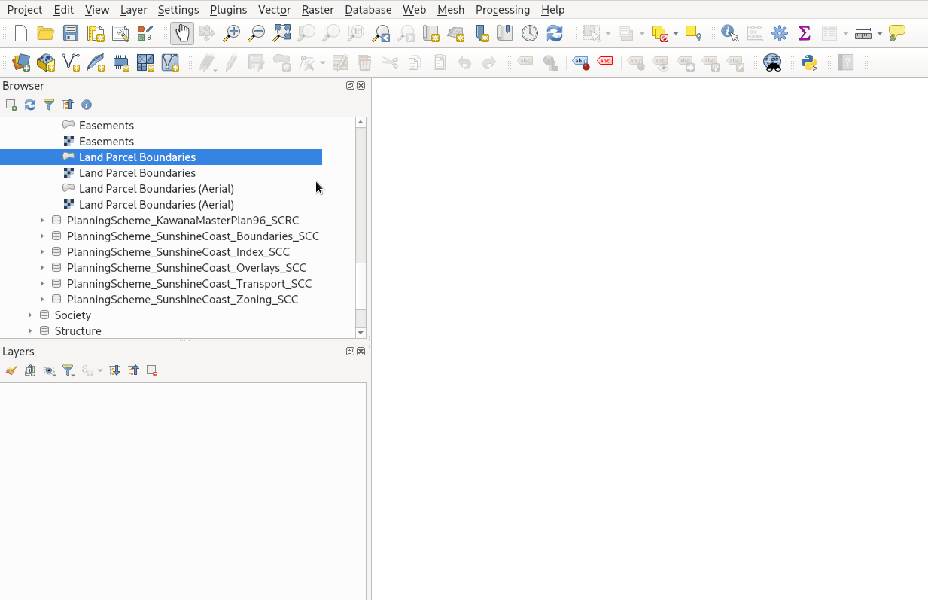 Project Edit View Layer Settings Plugins Vector Raster Database Web Mesh Processing Help
Browser
Easements
Easements
Land Parcel Boundaries
Land Parcel Boundaries
Land Parcel Boundaries (Aerial)
Land Parcel Boundaries (Aerial)
PlanningScheme_KawanaMasterPlan96_SCRC
PlanningScheme_SunshineCoast_Boundaries_SCC
PlanningScheme_SunshineCoast_Index_SCC
PlanningScheme_SunshineCoast_Overlays_SCC
PlanningScheme_SunshineCoast_Transport_SCC
PlanningScheme_SunshineCoast_Zoning_SCC
Society
Structure
Layers